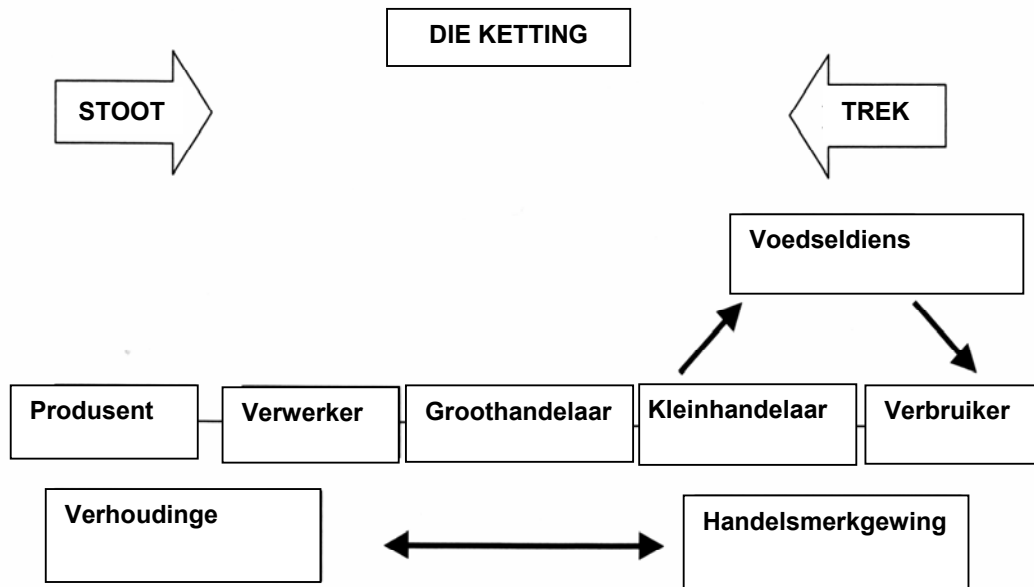 DIE KETTING
STOOT
TREK
Voedseldiens
Produsent
Verwerker
Groothandelaar
Kleinhandelaar
Verbruiker
Verhoudinge
Handelsmerkgewing